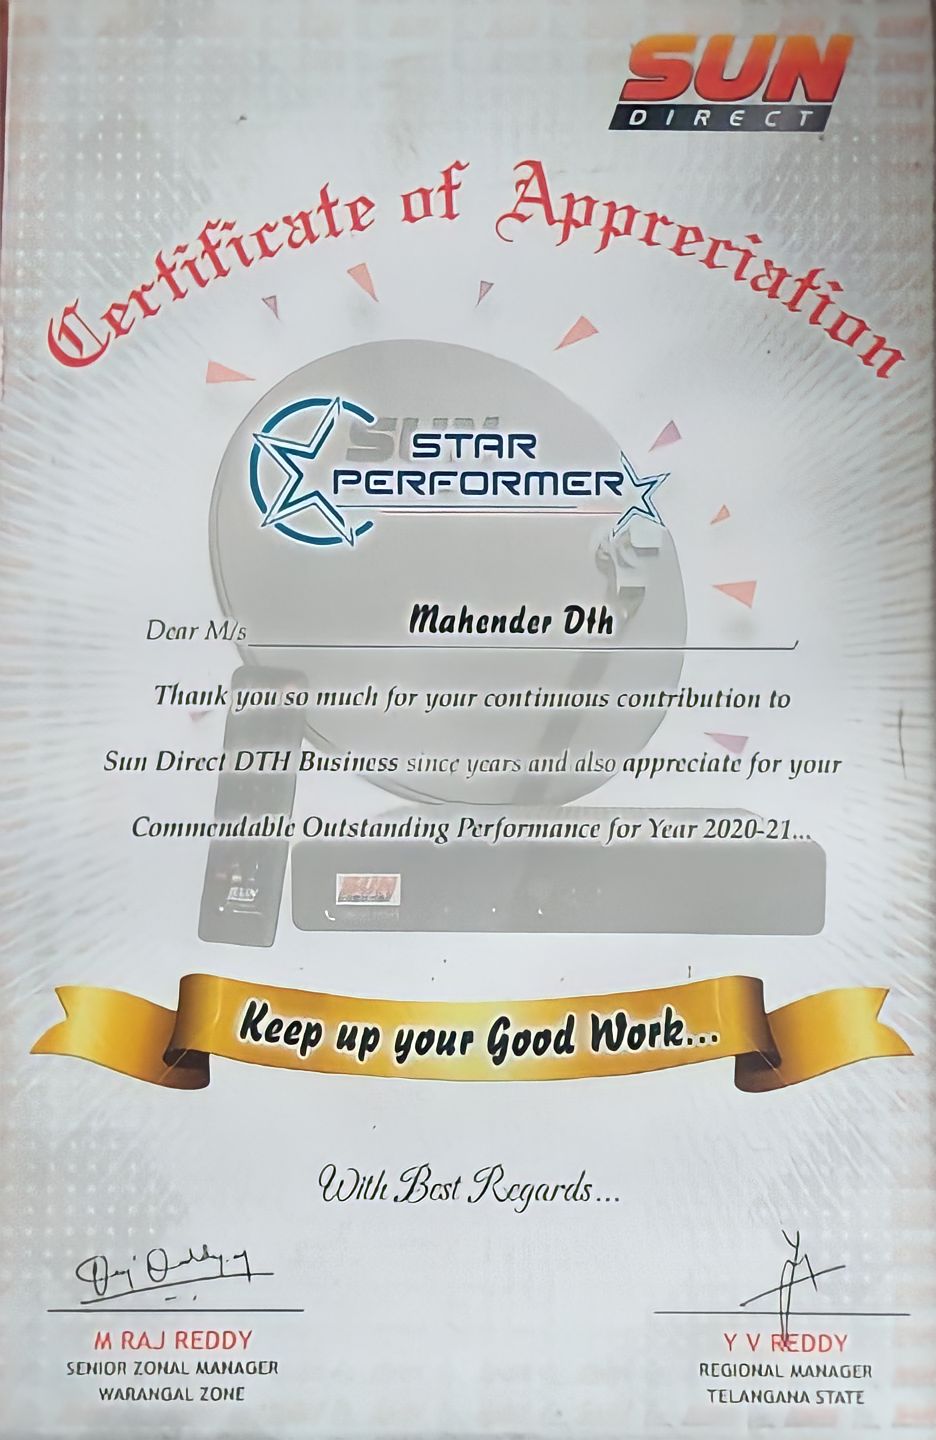 SUN
DIRECT
Certificate of Appreciation
STAR
PERFORMER
Dear M/s Mahender Dth
Thank you so much for your continuous contribution to
Sun Direct DTH Business since years and also appreciate for your
Commendable Outstanding Performance for Year 2020-21...
Keep up your Good Work...
With Best Regards...
M RAJ REDDY
SENIOR ZONAL MANAGER
WARANGAL ZONE
Y V REDDY
REGIONAL MANAGER
TELANGANA STATE